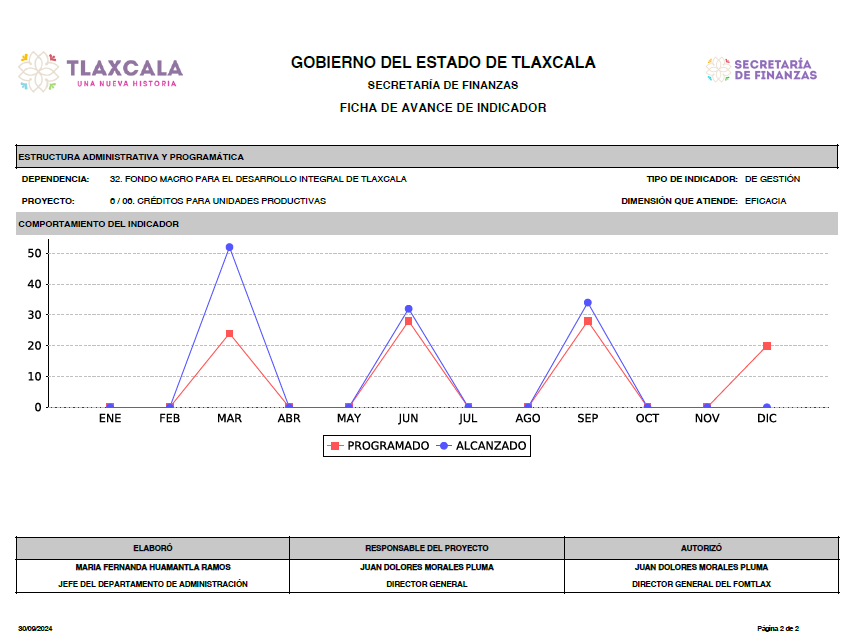 TLAXCALA
UNA NUEVA HISTORIA
GOBIERNO DEL ESTADO DE TLAXCALA
SECRETARÍA DE FINANZAS
FICHA DE AVANCE DE INDICADOR
SECRETARÍA
DE FINANZAS
ESTRUCTURA ADMINISTRATIVA Y PROGRAMÁTICA
DEPENDENCIA: 32. FONDO MACRO PARA EL DESARROLLO INTEGRAL DE TLAXCALA TIPO DE INDICADOR: DE GESTIÓN
PROYECTO: 6 / 06. CRÉDITOS PARA UNIDADES PRODUCTIVAS DIMENSIÓN QUE ATIENDE: EFICACIA
COMPORTAMIENTO DEL INDICADOR
50
40
30
20
10
0
ENE FEB MAR ABR MAY JUN JUL AGO SEP OCT NOV DIC
PROGRAMADO ALCANZADO
ELABORÓ RESPONSABLE DEL PROYECTO AUTORIZÓ
MARIA FERNANDA HUAMANTLA RAMOS JUAN DOLORES MORALES PLUMA JUAN DOLORES MORALES PLUMA
JEFE DEL DEPARTAMENTO DE ADMINISTRACIÓN DIRECTOR GENERAL DIRECTOR GENERAL DEL FOMTLAX
30/09/2024 Página 2 de 2